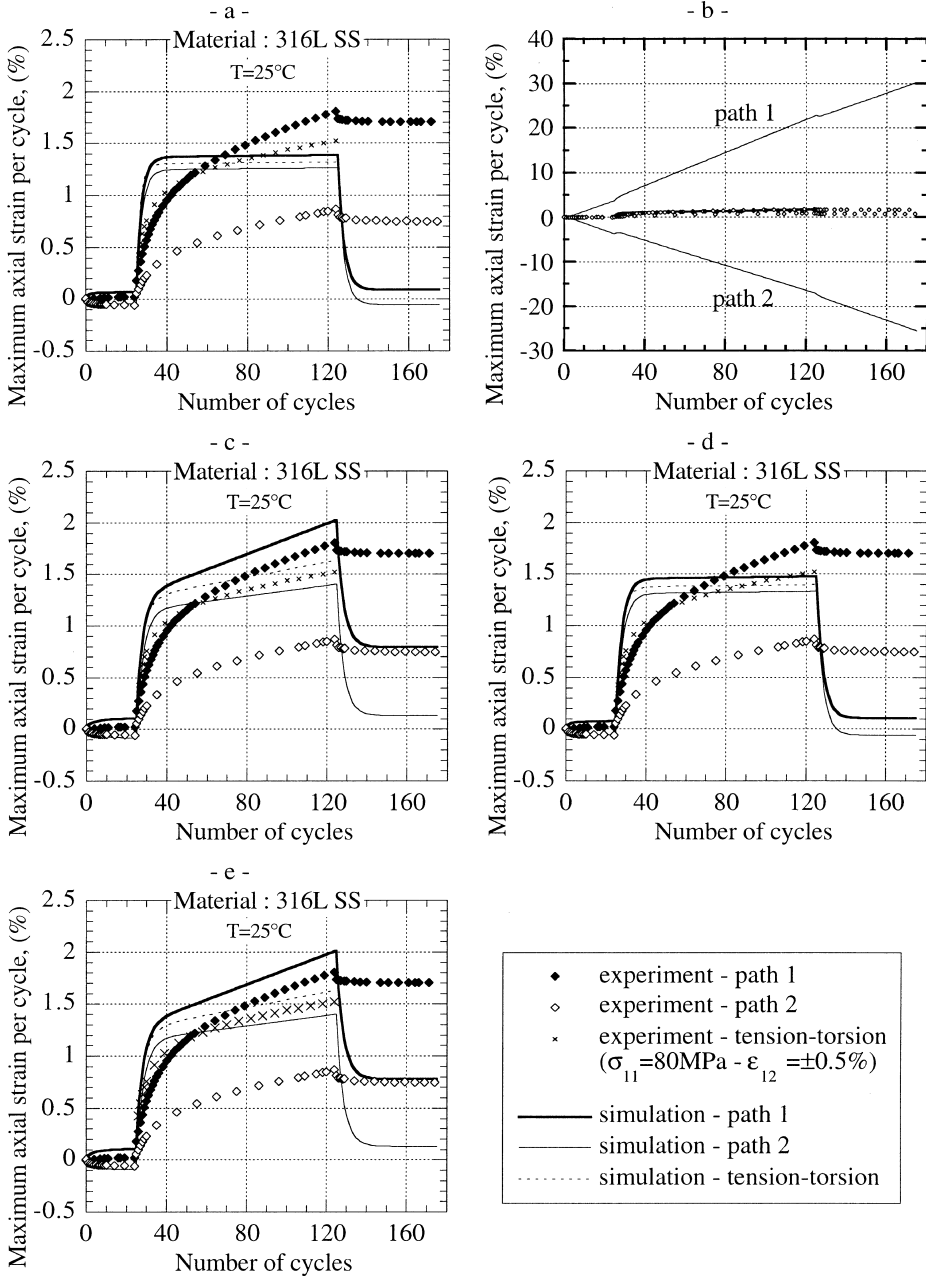 - a -
Material : 316L SS
T=25°C
Maximum axial strain per cycle, (%)
2.5
2
1.5
1
0.5
0
-0.5
0 40 80 120 160
Number of cycles
- b -
Maximum axial strain per cycle, (%)
40
30
20
10
0
-10
-20
-30
path 1
path 2
0 40 80 120 160
Number of cycles
- c -
Material : 316L SS
T=25°C
Maximum axial strain per cycle, (%)
2.5
2
1.5
1
0.5
0
-0.5
0 40 80 120 160
Number of cycles
- d -
Material : 316L SS
T=25°C
Maximum axial strain per cycle, (%)
2.5
2
1.5
1
0.5
0
-0.5
0 40 80 120 160
Number of cycles
- e -
Material : 316L SS
T=25°C
Maximum axial strain per cycle, (%)
2.5
2
1.5
1
0.5
0
-0.5
0 40 80 120 160
Number of cycles
experiment - path 1
experiment - path 2
experiment - tension-torsion
(σ11=80MPa - ε12 =±0.5%)
simulation - path 1
simulation - path 2
simulation - tension-torsion